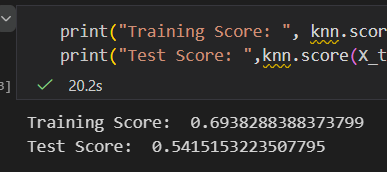 print("Training Score: ", knn.scor
print("Test Score: ",knn.score(X_t
3] 20.2s
Training Score:  0.6938288388373799
Test Score:  0.5415153223507795